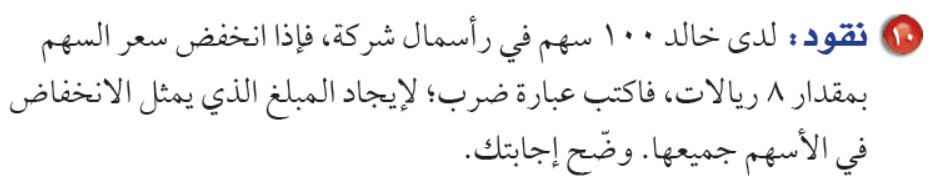 ١٠ نقود: لدى خالد ١٠٠ سهم في رأسمال شركة، فإذا انخفض سعر السهم
بمقدار ٨ ريالات، فاكتب عبارة ضرب؛ لإيجاد المبلغ الذي يمثل الانخفاض
في الأسهم جميعها. وضّح إجابتك.